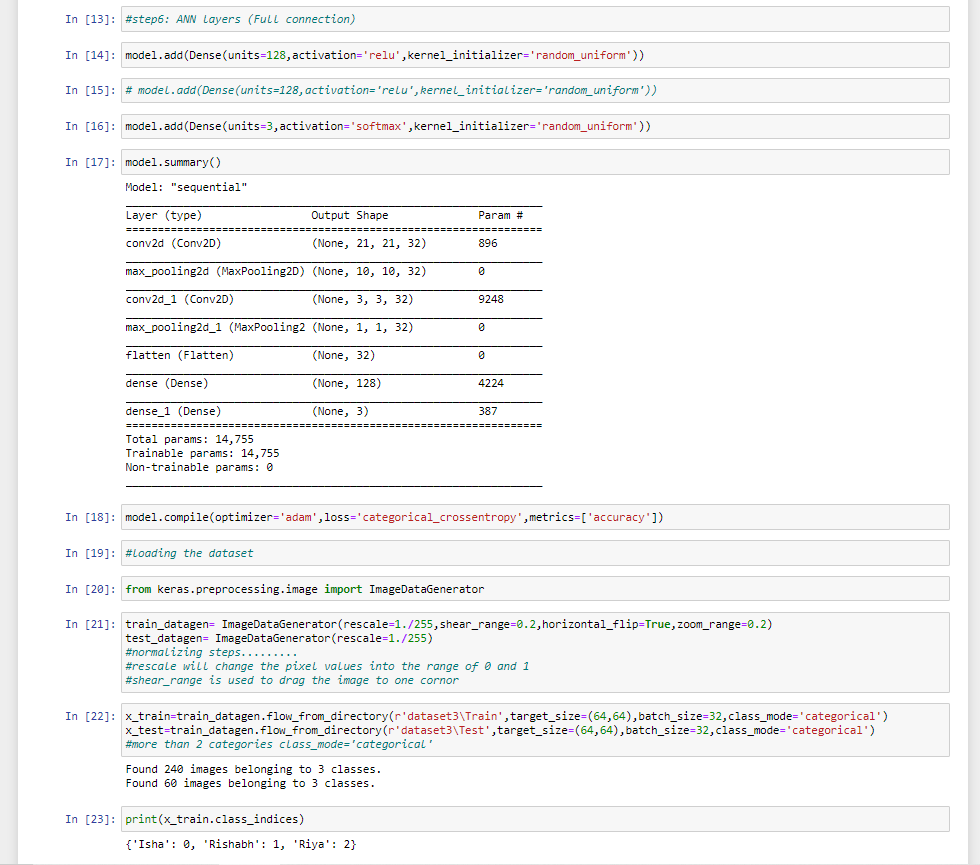 In [13]: #step6: ANN layers (Full connection)
In [14]: model.add(Dense(units=128,activation='relu',kernel_initializer='random_uniform'))
In [15]: # model.add(Dense(units=128,activation='relu',kernel_initializer='random_uniform'))
In [16]: model.add(Dense(units=3,activation='softmax',kernel_initializer='random_uniform'))
In [17]: model.summary()
Model: "sequential"
_________________________________________________________________
Layer (type)                 Output Shape              Param #
=================================================================
conv2d (Conv2D)              (None, 21, 21, 32)        896
_________________________________________________________________
max_pooling2d (MaxPooling2D) (None, 10, 10, 32)        0
_________________________________________________________________
conv2d_1 (Conv2D)            (None, 3, 3, 32)          9248
_________________________________________________________________
max_pooling2d_1 (MaxPooling2 (None, 1, 1, 32)          0
_________________________________________________________________
flatten (Flatten)            (None, 32)                0
_________________________________________________________________
dense (Dense)                (None, 128)               4224
_________________________________________________________________
dense_1 (Dense)              (None, 3)                 387
=================================================================
Total params: 14,755
Trainable params: 14,755
Non-trainable params: 0
_________________________________________________________________
In [18]: model.compile(optimizer='adam',loss='categorical_crossentropy',metrics=['accuracy'])
In [19]: #loading the dataset
In [20]: from keras.preprocessing.image import ImageDataGenerator
In [21]: train_datagen= ImageDataGenerator(rescale=1./255,shear_range=0.2,horizontal_flip=True,zoom_range=0.2)
test_datagen= ImageDataGenerator(rescale=1./255)
#normalizing steps.........
#rescale will change the pixel values into the range of 0 and 1
#shear_range is used to drag the image to one cornor
In [22]: x_train=train_datagen.flow_from_directory(r'dataset3\Train',target_size=(64,64),batch_size=32,class_mode='categorical')
x_test=train_datagen.flow_from_directory(r'dataset3\Test',target_size=(64,64),batch_size=32,class_mode='categorical')
#more than 2 categories class_mode='categorical'
Found 240 images belonging to 3 classes.
Found 60 images belonging to 3 classes.
In [23]: print(x_train.class_indices)
{'Isha': 0, 'Rishabh': 1, 'Riya': 2}